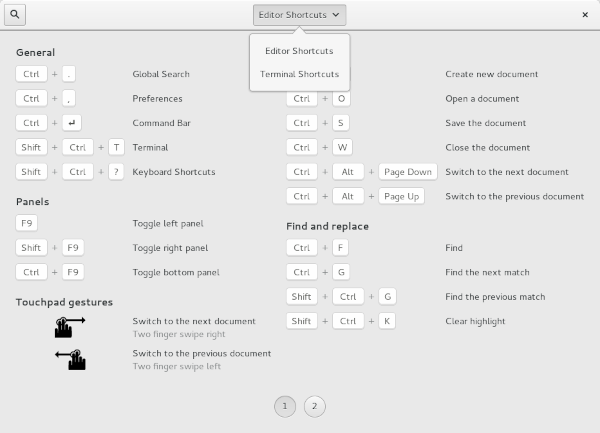 Editor Shortcuts
Editor Shortcuts
Terminal Shortcuts
General
Ctrl + . Global Search
Ctrl + , Preferences
Ctrl + ↵ Command Bar
Shift + Ctrl + T Terminal
Shift + Ctrl + ? Keyboard Shortcuts
Panels
F9 Toggle left panel
Shift + F9 Toggle right panel
Ctrl + F9 Toggle bottom panel
Touchpad gestures
Switch to the next document
Two finger swipe right
Switch to the previous document
Two finger swipe left
Create new document
Ctrl + O Open a document
Ctrl + S Save the document
Ctrl + W Close the document
Ctrl + Alt + Page Down Switch to the next document
Ctrl + Alt + Page Up Switch to the previous document
Find and replace
Ctrl + F Find
Ctrl + G Find the next match
Shift + Ctrl + G Find the previous match
Shift + Ctrl + K Clear highlight
1 2